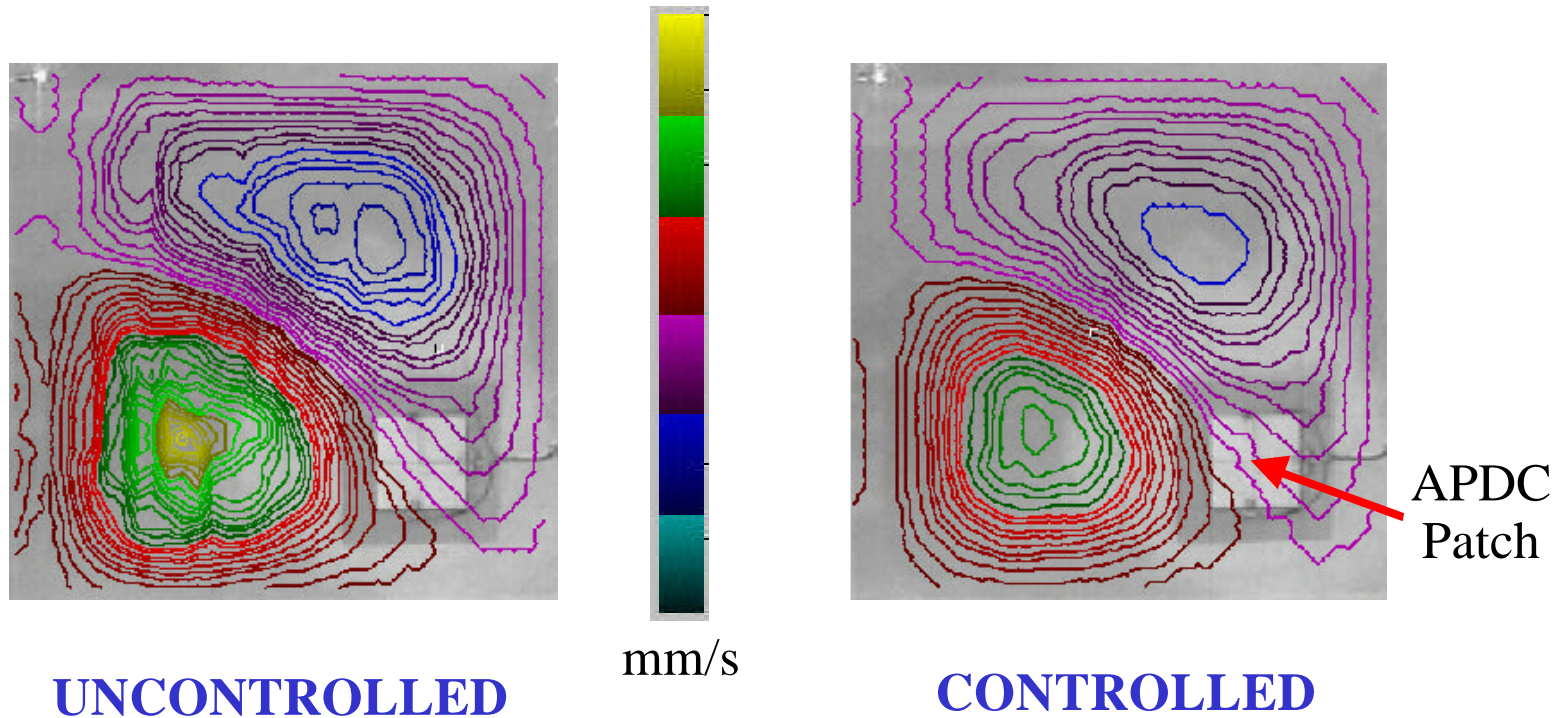 mm/s
APDC
Patch
UNCONTROLLED
CONTROLLED